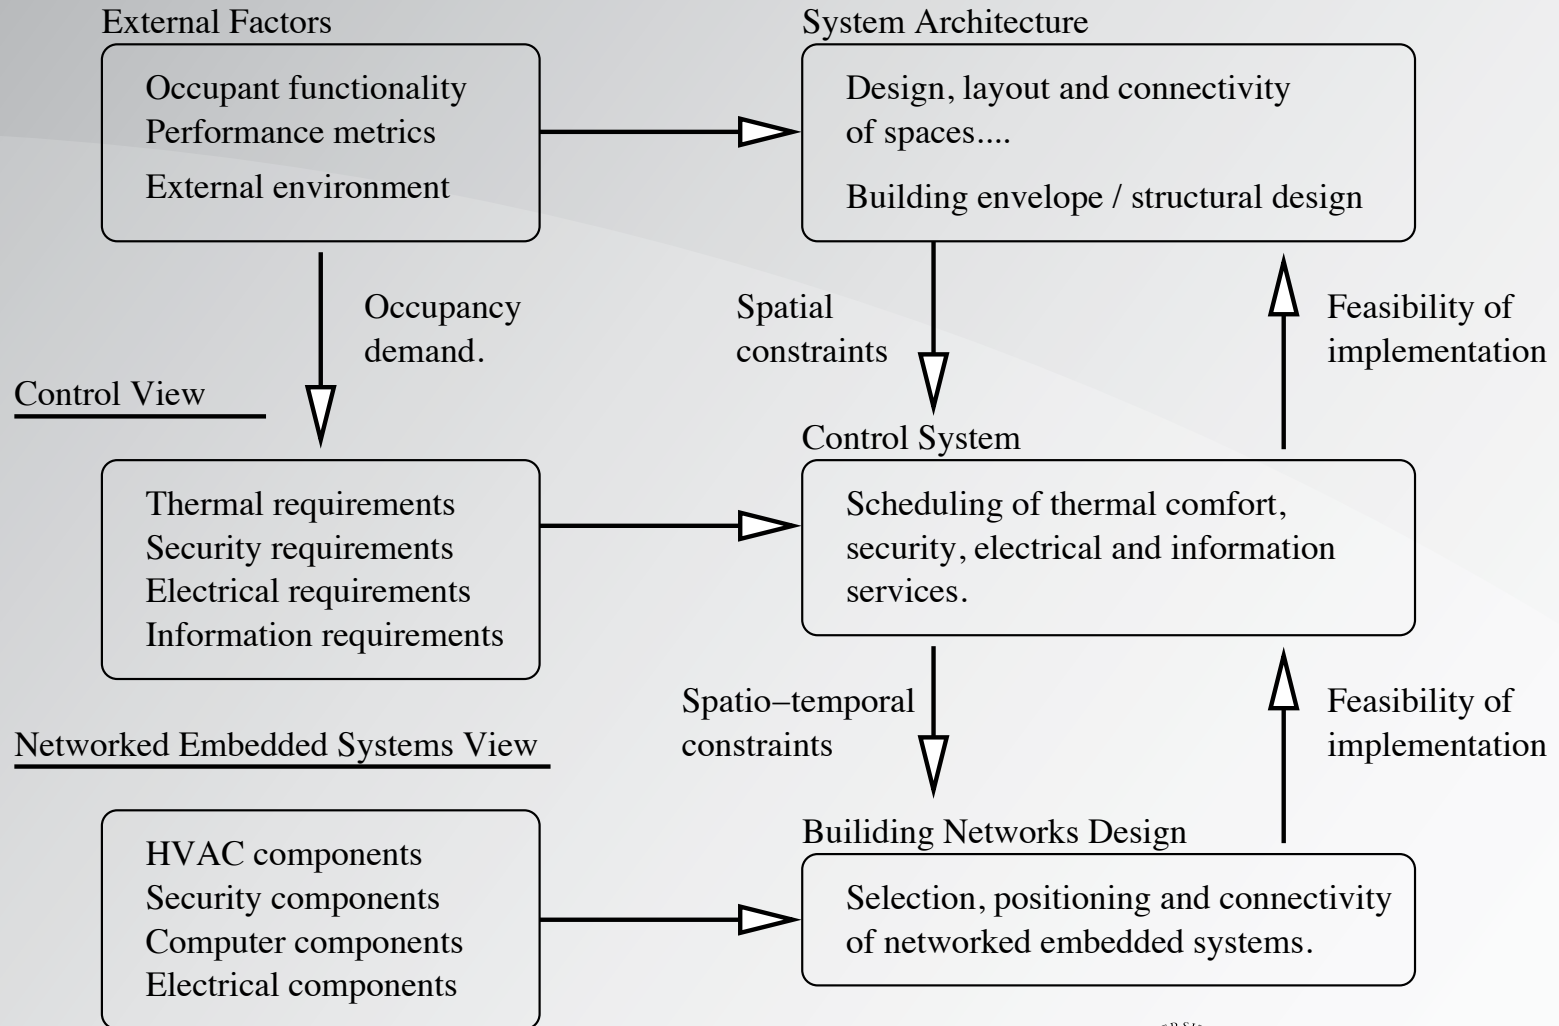 External Factors
Occupant functionality
Performance metrics
External environment
System Architecture
Design, layout and connectivity
of spaces....
Building envelope / structural design
Occupancy
demand.
Spatial
constraints
Feasibility of
implementation
Control View
Thermal requirements
Security requirements
Electrical requirements
Information requirements
Control System
Scheduling of thermal comfort,
security, electrical and information
services.
Spatio–temporal
constraints
Feasibility of
implementation
Networked Embedded Systems View
HVAC components
Security components
Computer components
Electrical components
Builiding Networks Design
Selection, positioning and connectivity
of networked embedded systems.